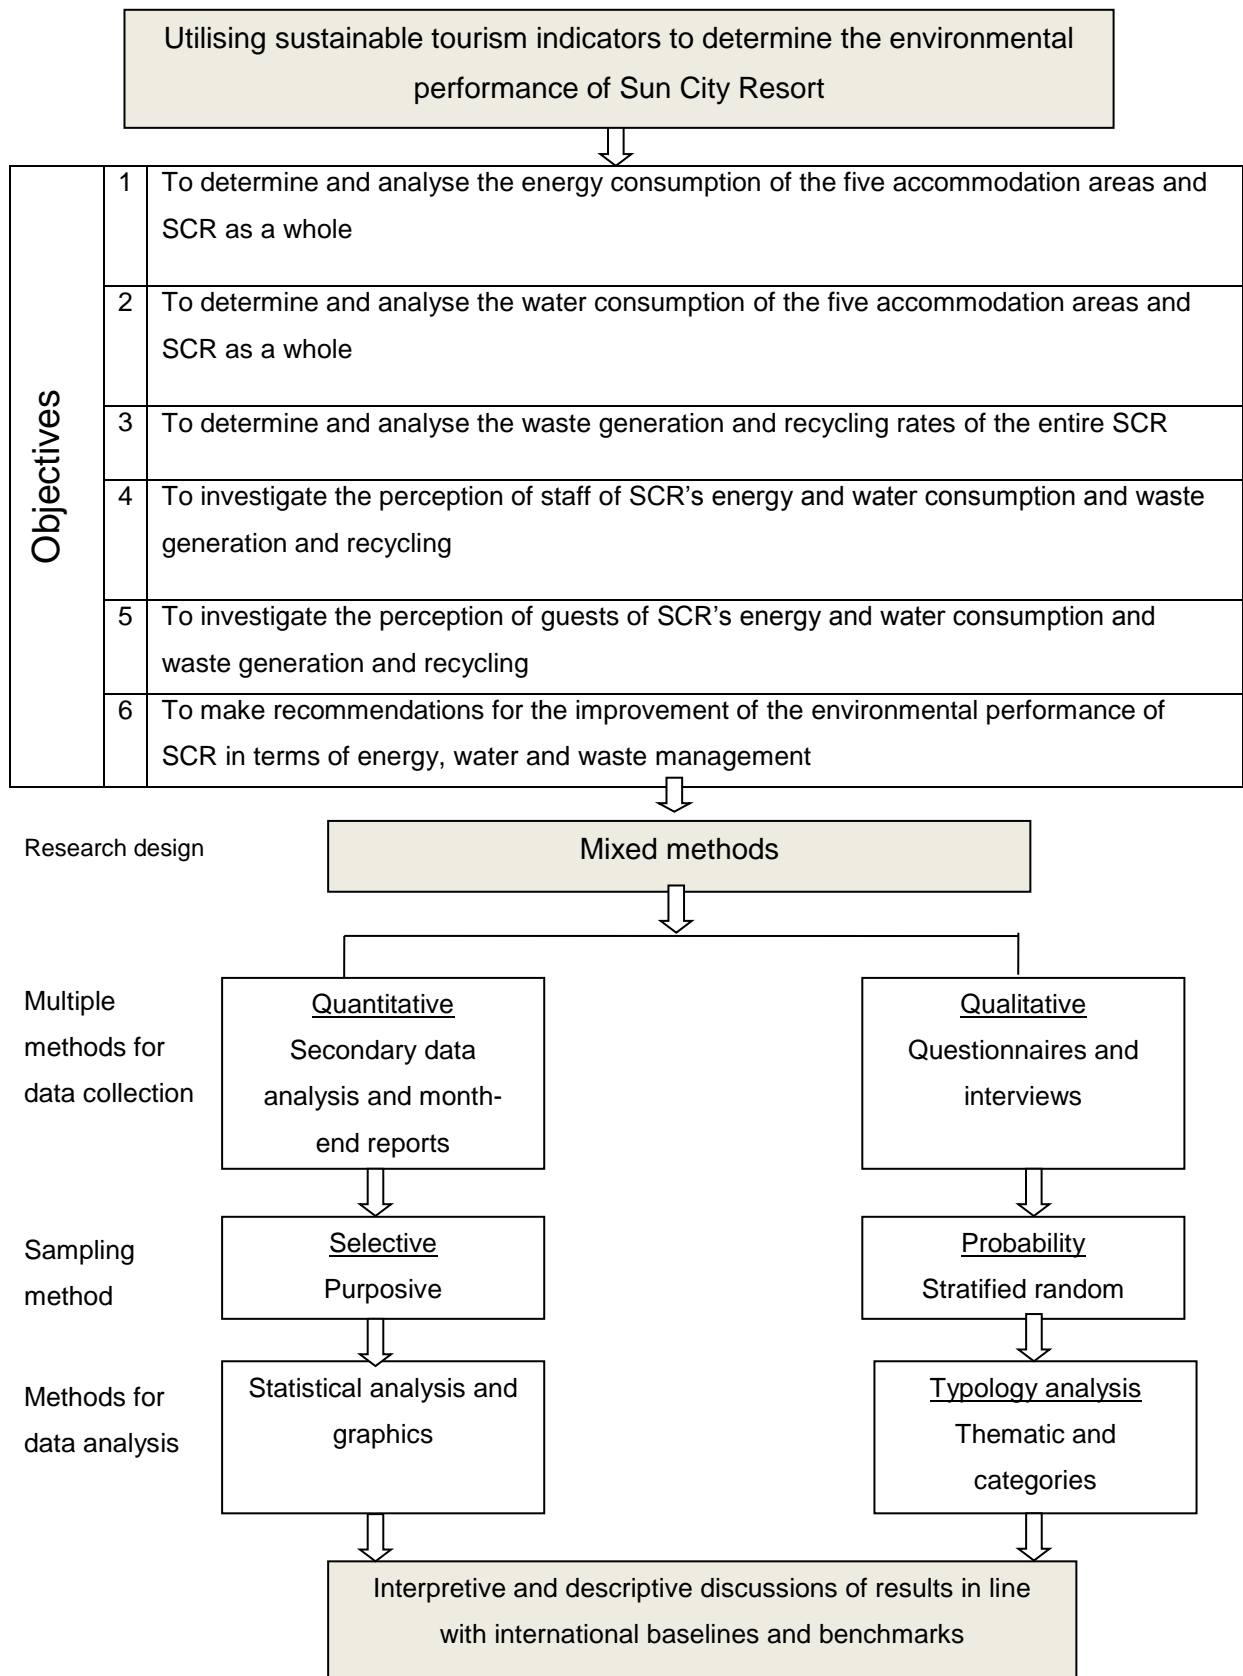 Utilising sustainable tourism indicators to determine the environmental
performance of Sun City Resort
Objectives
1 To determine and analyse the energy consumption of the five accommodation areas and
SCR as a whole
2 To determine and analyse the water consumption of the five accommodation areas and
SCR as a whole
3 To determine and analyse the waste generation and recycling rates of the entire SCR
4 To investigate the perception of staff of SCR’s energy and water consumption and waste
generation and recycling
5 To investigate the perception of guests of SCR’s energy and water consumption and
waste generation and recycling
6 To make recommendations for the improvement of the environmental performance of
SCR in terms of energy, water and waste management
Research design
Mixed methods
Multiple
methods for
data collection
Quantitative
Secondary data
analysis and month-
end reports
Qualitative
Questionnaires and
interviews
Sampling
method
Selective
Purposive
Probability
Stratified random
Methods for
data analysis
Statistical analysis and
graphics
Typology analysis
Thematic and
categories
Interpretive and descriptive discussions of results in line
with international baselines and benchmarks